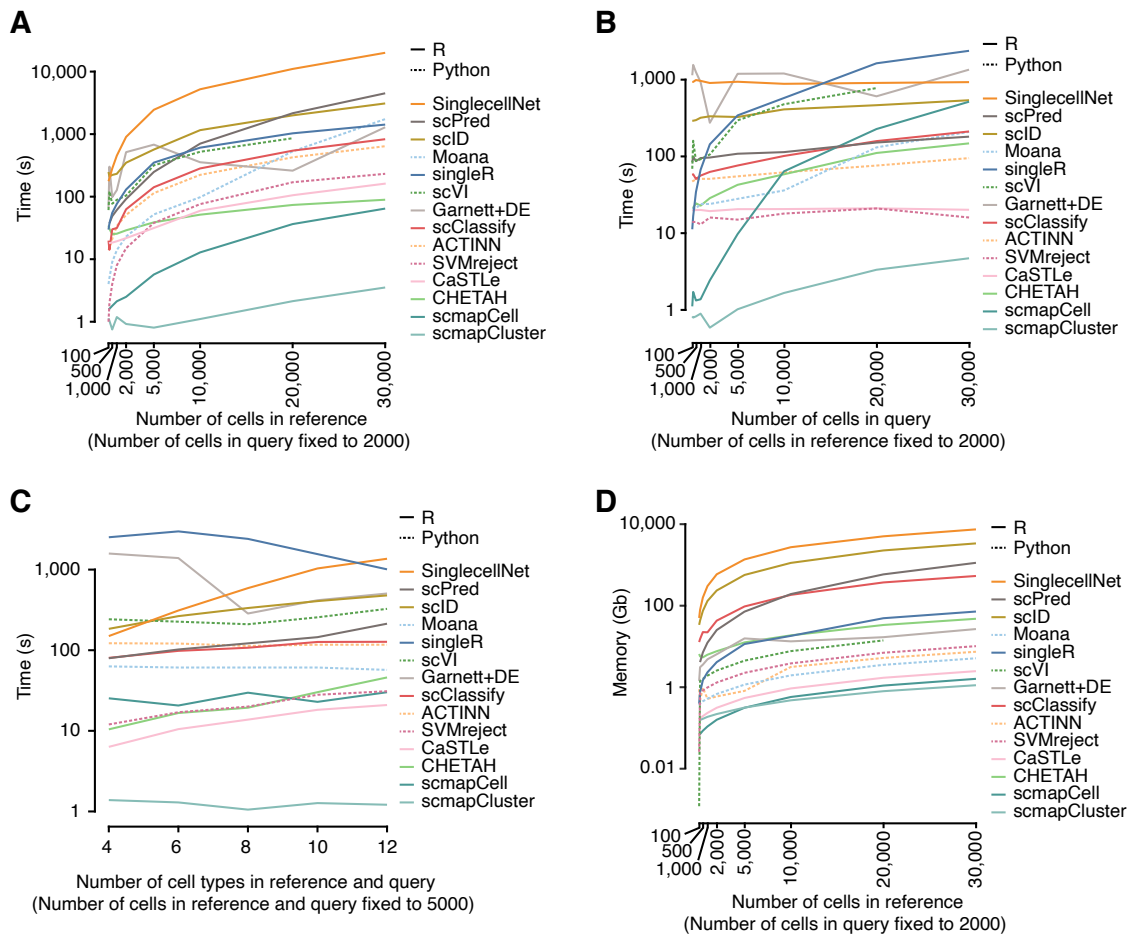 A
Time (s)
10,000
1,000
100
10
1
100
500
1,000
2,000
5,000
10,000
20,000
30,000
Number of cells in reference
(Number of cells in query fixed to 2000)
R
Python
SinglecellNet
scPred
scID
Moana
singleR
scVI
Garnett+DE
scClassify
ACTINN
SVMreject
CaSTLe
CHETAH
scmapCell
scmapCluster
B
Time (s)
1,000
100
10
1
100
500
1,000
2,000
5,000
10,000
20,000
30,000
Number of cells in query
(Number of cells in reference fixed to 2000)
R
Python
SinglecellNet
scPred
scID
Moana
singleR
scVI
Garnett+DE
scClassify
ACTINN
SVMreject
CaSTLe
CHETAH
scmapCell
scmapCluster
C
Time (s)
1,000
100
10
1
4
6
8
10
12
Number of cell types in reference and query
(Number of cells in reference and query fixed to 5000)
R
Python
SinglecellNet
scPred
scID
Moana
singleR
scVI
Garnett+DE
scClassify
ACTINN
SVMreject
CaSTLe
CHETAH
scmapCell
scmapCluster
D
Memory (Gb)
10,000
100
1
0.01
100
500
1,000
2,000
5,000
10,000
20,000
30,000
Number of cells in reference
(Number of cells in query fixed to 2000)
R
Python
SinglecellNet
scPred
scID
Moana
singleR
scVI
Garnett+DE
scClassify
ACTINN
SVMreject
CaSTLe
CHETAH
scmapCell
scmapCluster